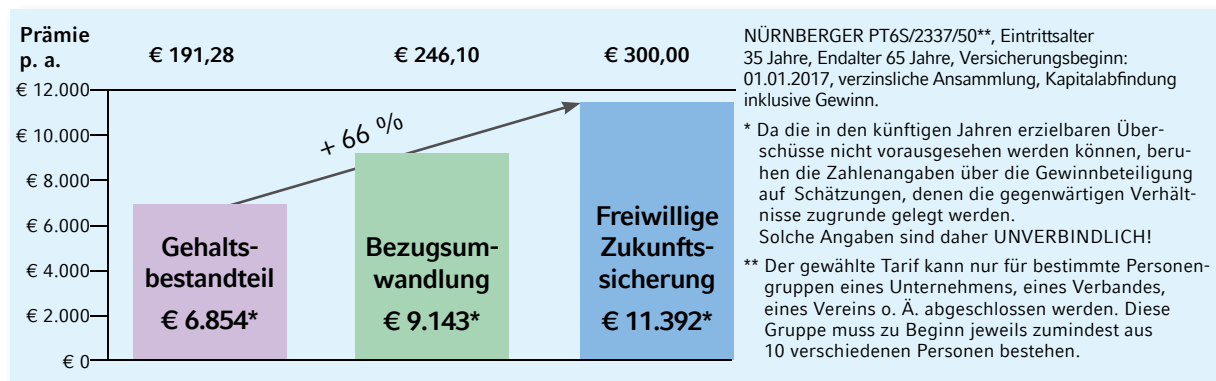 Prämie
p. a.
€ 191,28
€ 246,10
€ 300,00
€ 12.000
€ 10.000
€ 8.000
€ 6.000
€ 4.000
€ 2.000
€ 0
+ 66 %
Gehalts-
bestandteil
€ 6.854*
Bezugsum-
wandlung
€ 9.143*
Freiwillige
Zukunfts-
sicherung
€ 11.392*
NÜRNBERGER PT6S/2337/50**, Eintrittsalter
35 Jahre, Endalter 65 Jahre, Versicherungsbeginn:
01.01.2017, verzinsliche Ansammlung, Kapitalabfindung
inklusive Gewinn.
* Da die in den künftigen Jahren erzielbaren Über-
schüsse nicht vorausgesehen werden können, beru-
hen die Zahlenangaben über die Gewinnbeteiligung
auf Schätzungen, denen die gegenwärtigen Verhält-
nisse zugrunde gelegt werden.
Solche Angaben sind daher UNVERBINDLICH!
** Der gewählte Tarif kann nur für bestimmte Personen-
gruppen eines Unternehmens, eines Verbandes,
eines Vereins o. Ä. abgeschlossen werden. Diese
Gruppe muss zu Beginn jeweils zumindest aus
10 verschiedenen Personen bestehen.